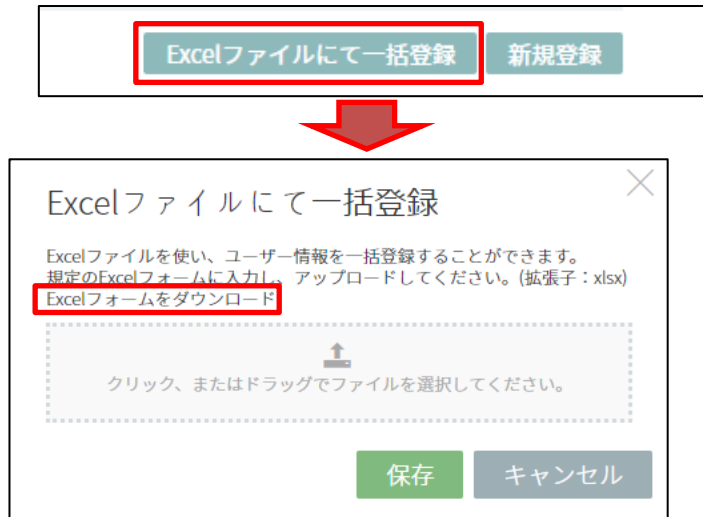 Excelファイルにて一括登録 新規登録
Excelファイルにて一括登録
Excelファイルを使い、ユーザー情報を一括登録することができます。
規定のExcelフォームに入力し、アップロードしてください。(拡張子：xlsx)
Excelフォームをダウンロード
クリック、またはドラッグでファイルを選択してください。
保存 キャンセル